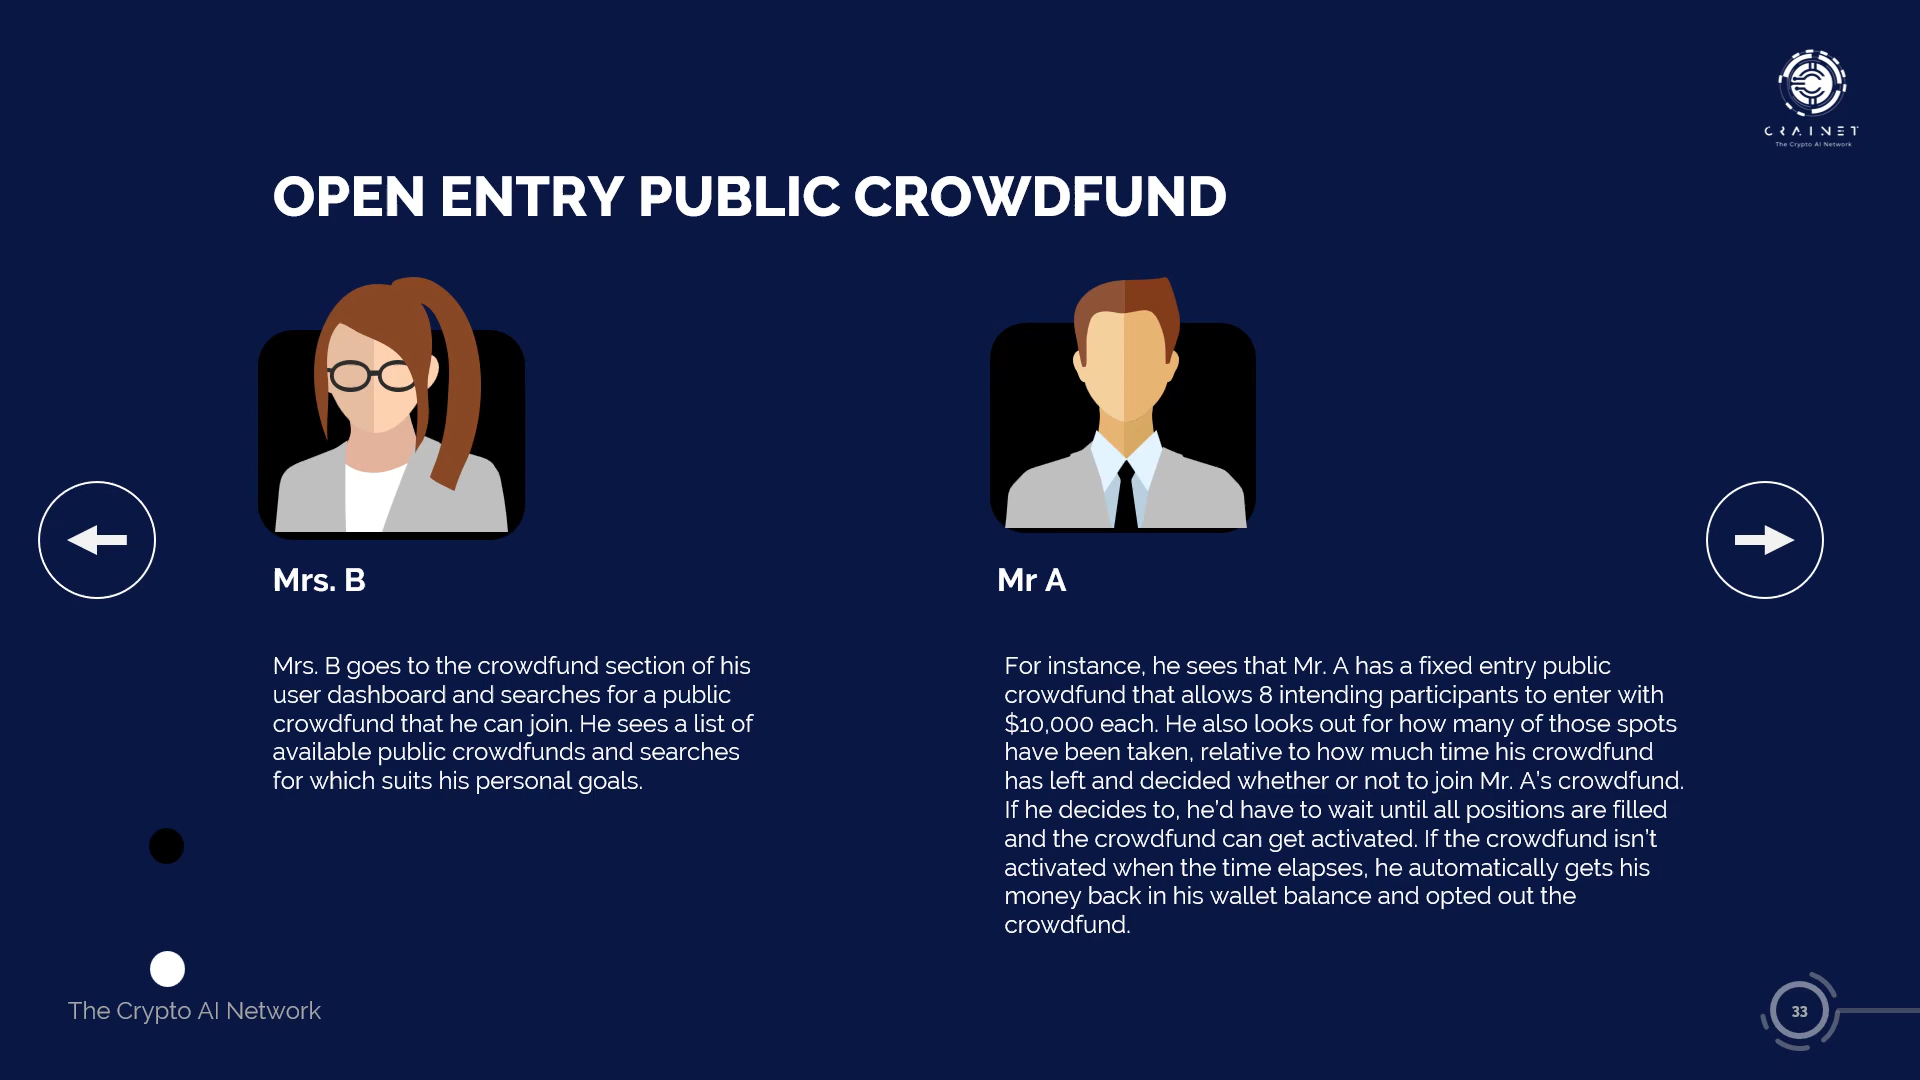 CRAINET
The Crypto AI Network
OPEN ENTRY PUBLIC CROWDFUND
Mrs. B
Mrs. B goes to the crowdfund section of his
user dashboard and searches for a public
crowdfund that he can join. He sees a list of
available public crowdfunds and searches
for which suits his personal goals.
Mr A
For instance, he sees that Mr. A has a fixed entry public
crowdfund that allows 8 intending participants to enter with
$10,000 each. He also looks out for how many of those spots
have been taken, relative to how much time his crowdfund
has left and decided whether or not to join Mr. A's crowdfund.
If he decides to, he'd have to wait until all positions are filled
and the crowdfund can get activated. If the crowdfund isn't
activated when the time elapses, he automatically gets his
money back in his wallet balance and opted out the
crowdfund.
The Crypto AI Network
33